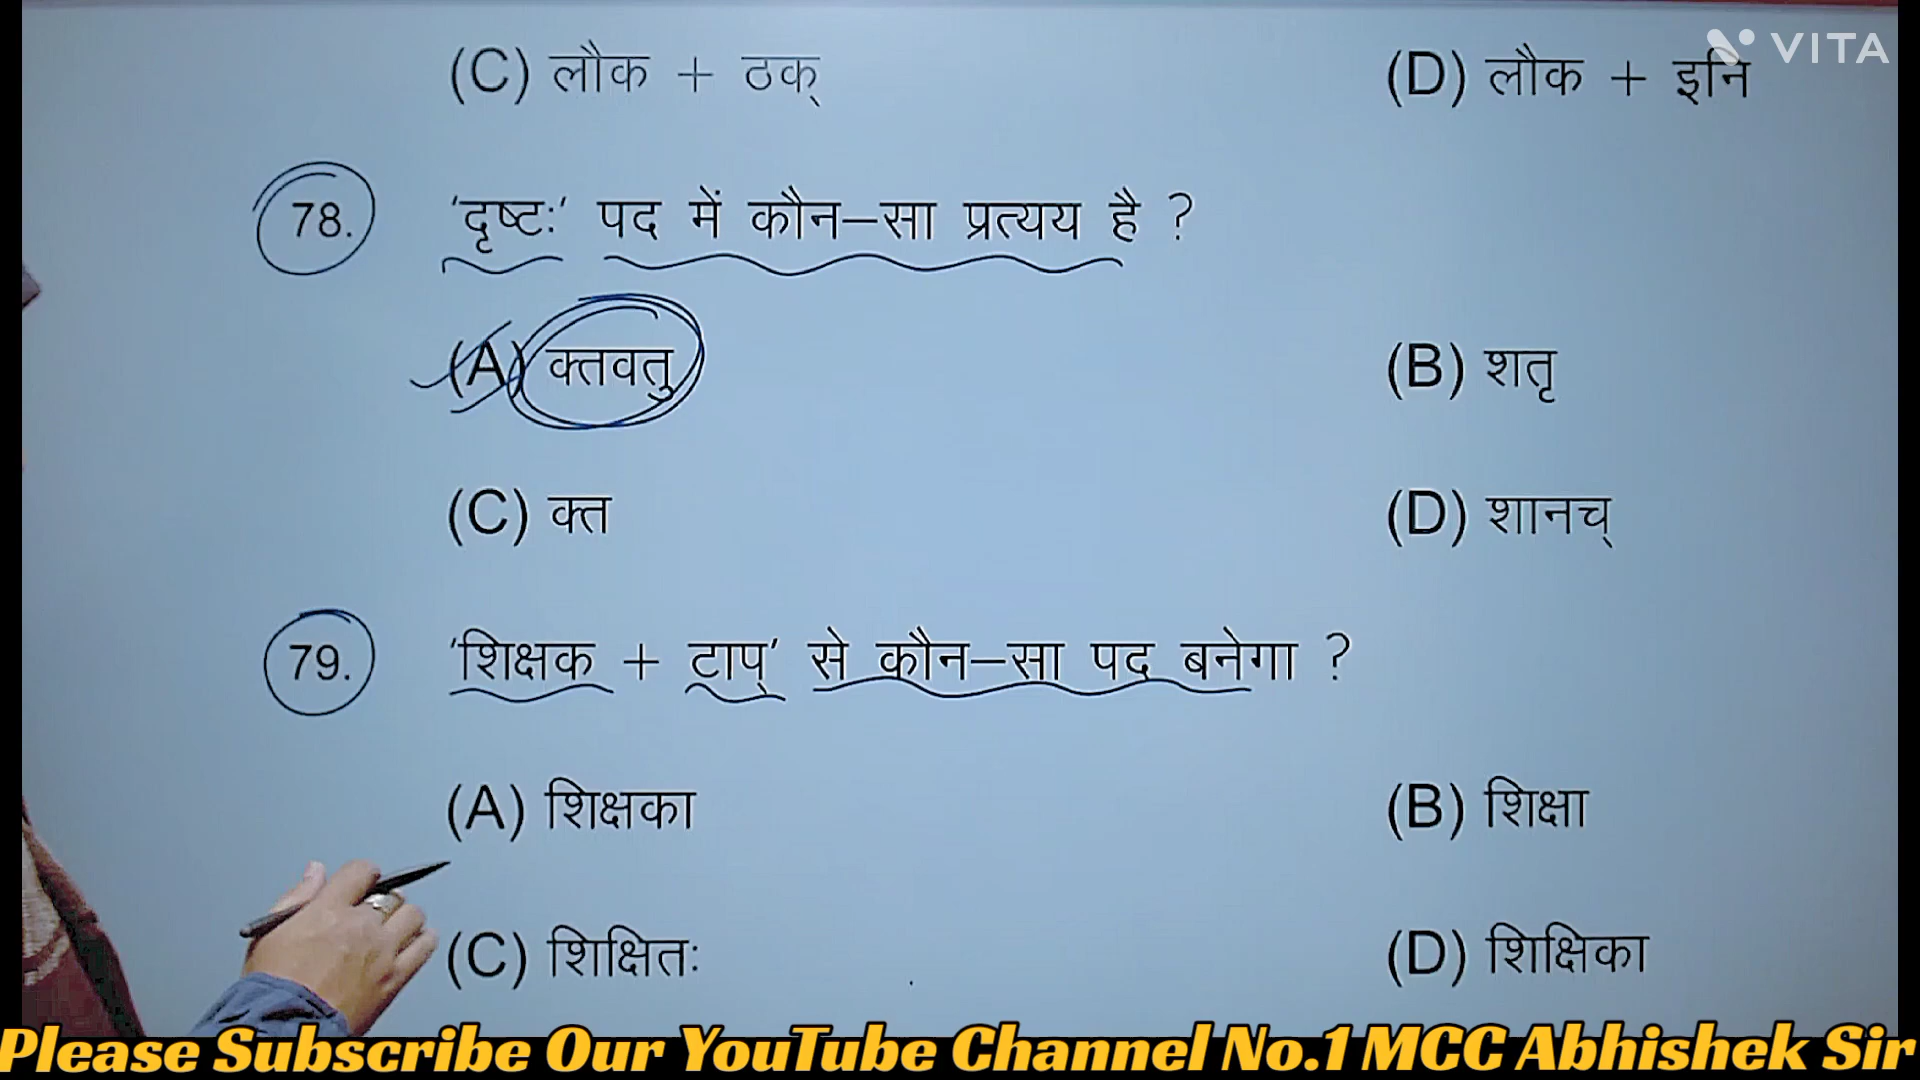 VITA
(C) लौक + ठक् (D) लौक + इनि
78. 'दृष्टः' पद में कौन–सा प्रत्यय है ?
(A) क्तवतु (B) शतृ
(C) क्त (D) शानच्
79. 'शिक्षक + टाप्' से कौन–सा पद बनेगा ?
(A) शिक्षका (B) शिक्षा
(C) शिक्षितः (D) शिक्षिका
Please Subscribe Our YouTube Channel No.1 MCC Abhishek Sir